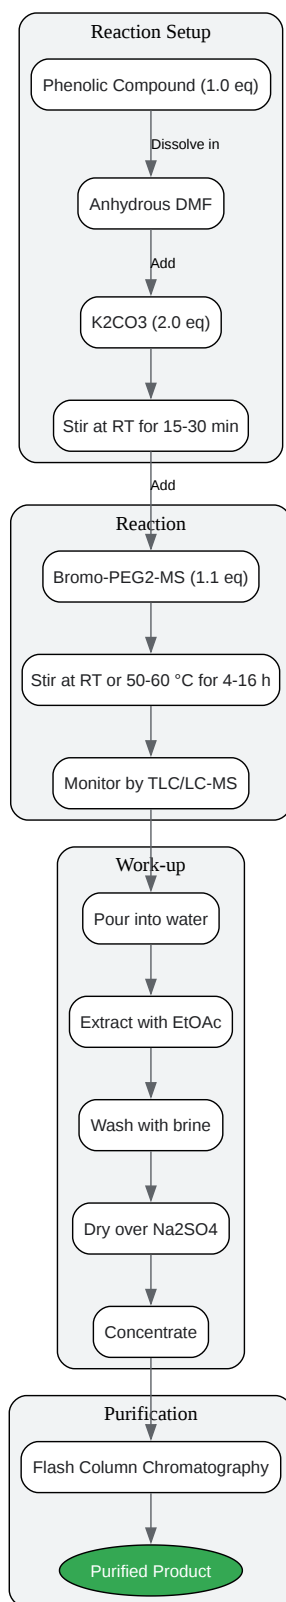 Reaction Setup
Phenolic Compound (1.0 eq)
Dissolve in
Anhydrous DMF
Add
K2CO3 (2.0 eq)
Stir at RT for 15-30 min
Add
Reaction
Bromo-PEG2-MS (1.1 eq)
Stir at RT or 50-60 °C for 4-16 h
Monitor by TLC/LC-MS
Work-up
Pour into water
Extract with EtOAc
Wash with brine
Dry over Na2SO4
Concentrate
Purification
Flash Column Chromatography
Purified Product